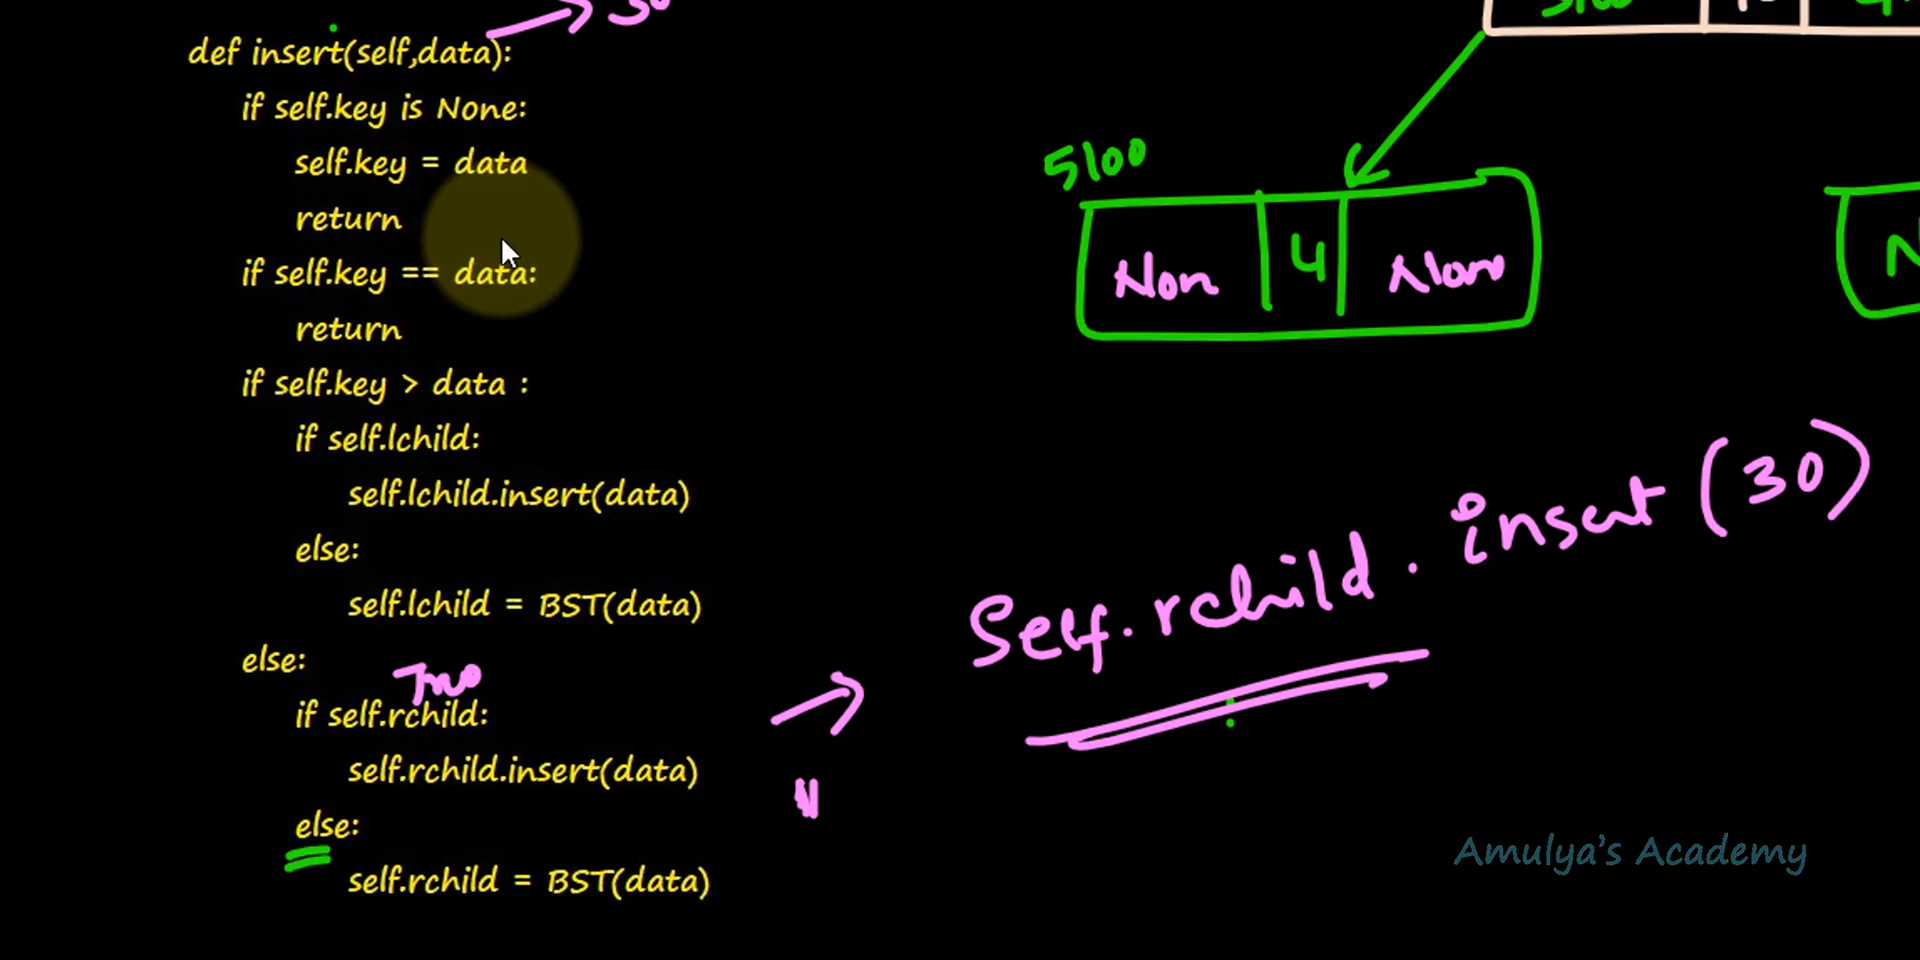 30
def insert(self,data):
if self.key is None:
self.key = data
return
if self.key == data:
return
if self.key > data :
if self.lchild:
self.lchild.insert(data)
else:
self.lchild = BST(data)
else:
True
if self.rchild:
self.rchild.insert(data)
else:
self.rchild = BST(data)
5100
5100
Non 4 Non
N
Self.rchild.insert(30)
Amulya's Academy